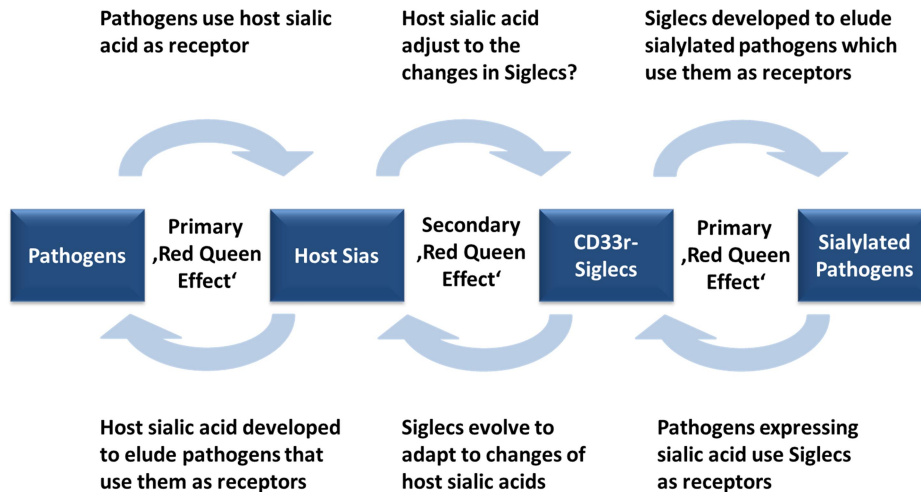 Pathogens use host sialic
acid as receptor
Host sialic acid
adjust to the
changes in Siglecs?
Siglecs developed to elude
sialylated pathogens which
use them as receptors
Pathogens
Primary
‚Red Queen
Effect‘
Host Sias
Secondary
‚Red Queen
Effect‘
CD33r-
Siglecs
Primary
‚Red Queen
Effect‘
Sialylated
Pathogens
Host sialic acid developed
to elude pathogens that
use them as receptors
Siglecs evolve to
adapt to changes of
host sialic acids
Pathogens expressing
sialic acid use Siglecs
as receptors